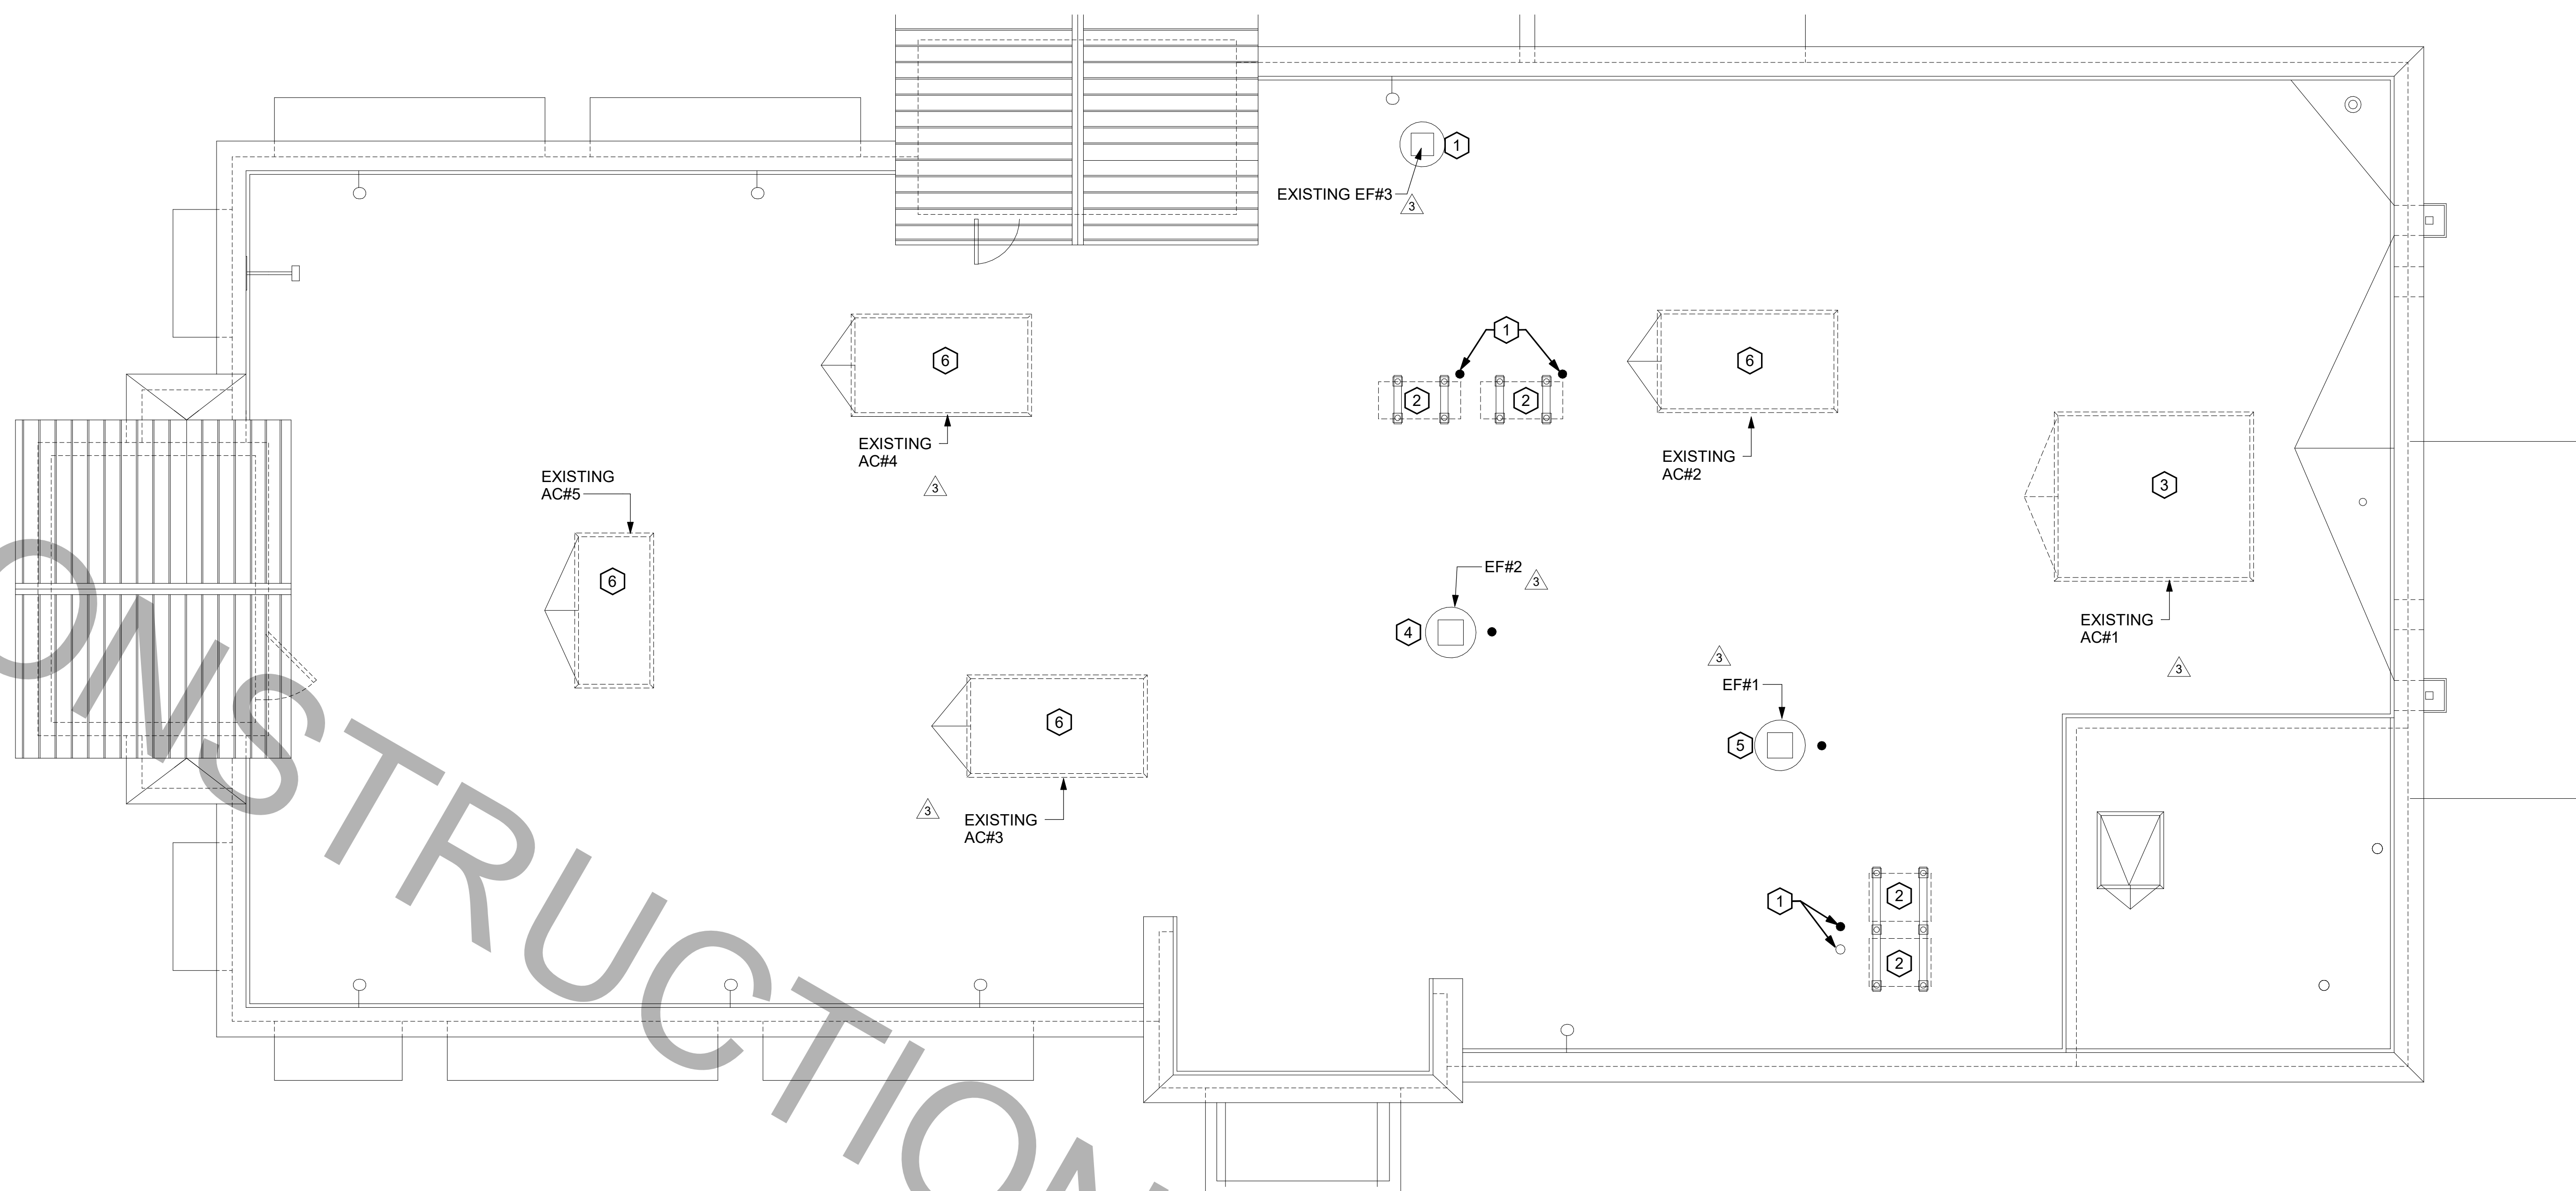 1
EXISTING EF#3
3
1
6
6
2
2
EXISTING
AC#4
3
EXISTING
AC#2
EXISTING
AC#5
3
6
EF#2
3
4
EXISTING
AC#1
3
3
EF#1
5
6
3
EXISTING
AC#3
1
2
2
ONSTRUCTION